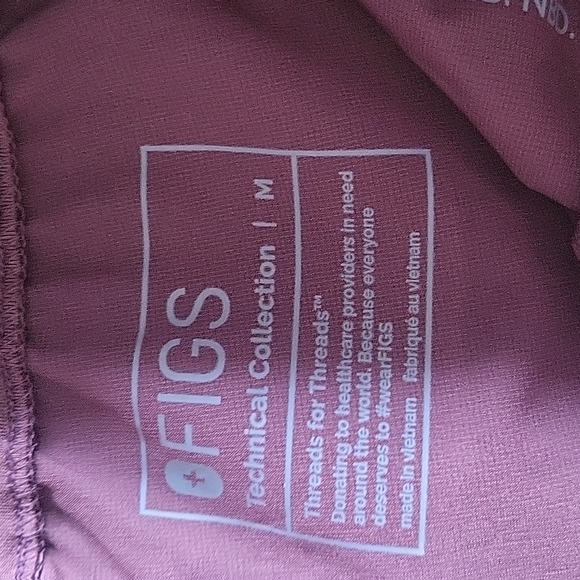 FIGS
Technical Collection | M
Threads for Threads™
Donating to healthcare providers in need
around the world. Because everyone
deserves to #wearFIGS
made in vietnam fabriqué au vietnam